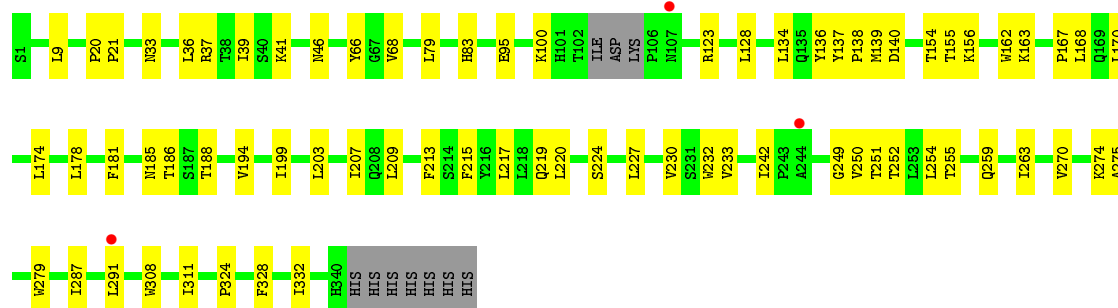 S1 L9 P20 P21 N33 L36 R37 T38 I39 S40 K41 N46 Y66 G67 V68 L79 H83 E95 K100 H101 T102 ILE ASP LYS P106 N107 R123 L128 L134 Q135 Y136 Y137 P138 M139 D140 T154 T155 K156 W162 K163 P167 L168 Q169 L170
L174 L178 F181 N185 T186 S187 T188 V194 I199 L203 I207 Q208 L209 F213 S214 F215 Y216 L217 L218 Q219 L220 S224 L227 V230 S231 W232 V233 I242 P243 A244 G249 V250 T251 T252 L253 L254 T255 Q259 I263 V270 K274 A275
W279 I287 L291 W308 I311 P324 F328 I332 H340 HIS HIS HIS HIS HIS HIS HIS